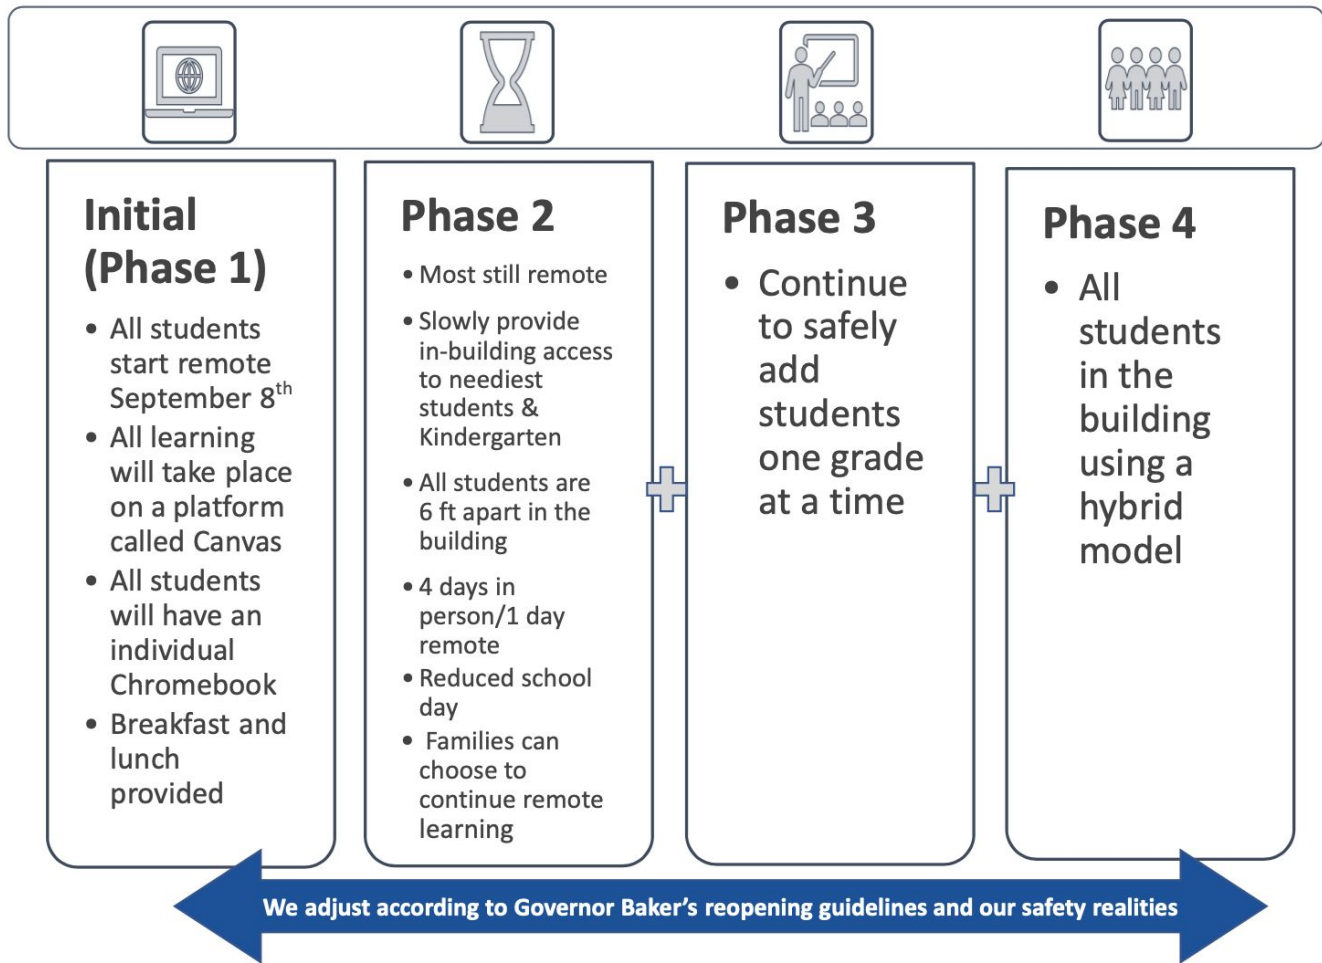 Initial
(Phase 1)
• All students
start remote
September 8th
• All learning
will take place
on a platform
called Canvas
• All students
will have an
individual
Chromebook
• Breakfast and
lunch
provided
Phase 2
• Most still remote
• Slowly provide
in-building access
to neediest
students &
Kindergarten
• All students are
6 ft apart in the
building
• 4 days in
person/1 day
remote
• Reduced school
day
• Families can
choose to
continue remote
learning
Phase 3
• Continue
to safely
add
students
one grade
at a time
Phase 4
• All
students
in the
building
using a
hybrid
model
We adjust according to Governor Baker’s reopening guidelines and our safety realities